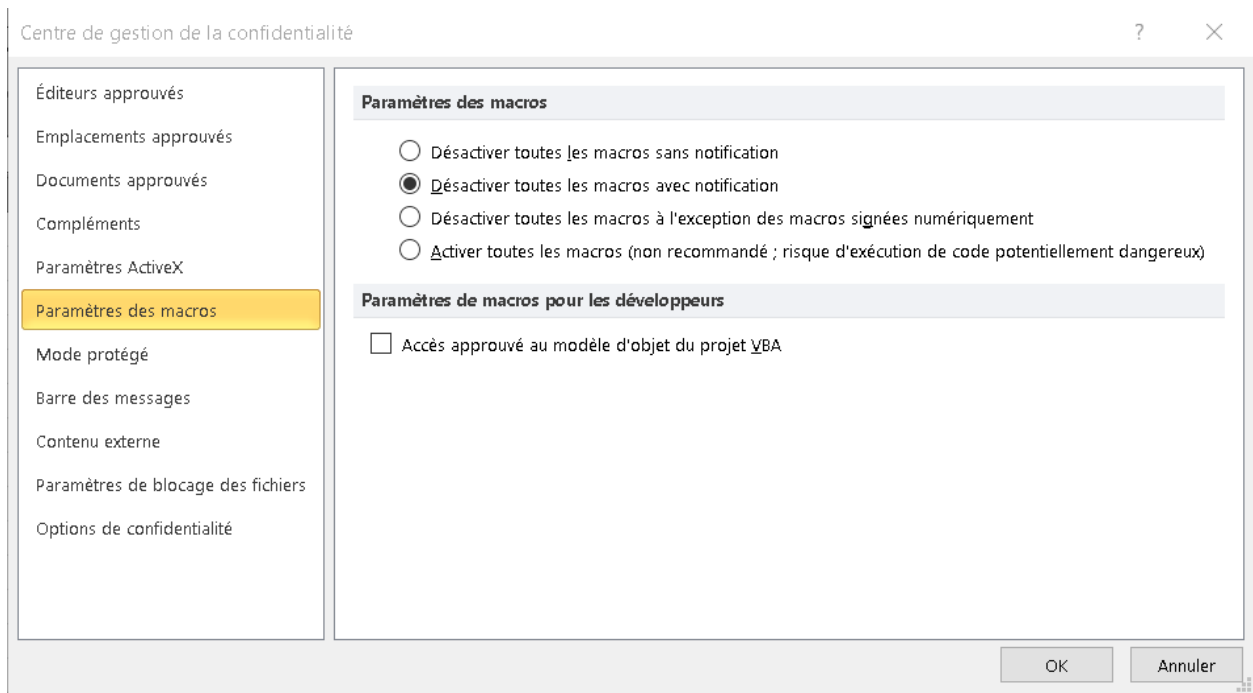 Centre de gestion de la confidentialité
?
Éditeurs approuvés
Emplacements approuvés
Documents approuvés
Compléments
Paramètres ActiveX
Paramètres des macros
Mode protégé
Barre des messages
Contenu externe
Paramètres de blocage des fichiers
Options de confidentialité
Paramètres des macros
Désactiver toutes les macros sans notification
Désactiver toutes les macros avec notification
Désactiver toutes les macros à l'exception des macros signées numériquement
Activer toutes les macros (non recommandé ; risque d'exécution de code potentiellement dangereux)
Paramètres de macros pour les développeurs
Accès approuvé au modèle d'objet du projet VBA
OK
Annuler